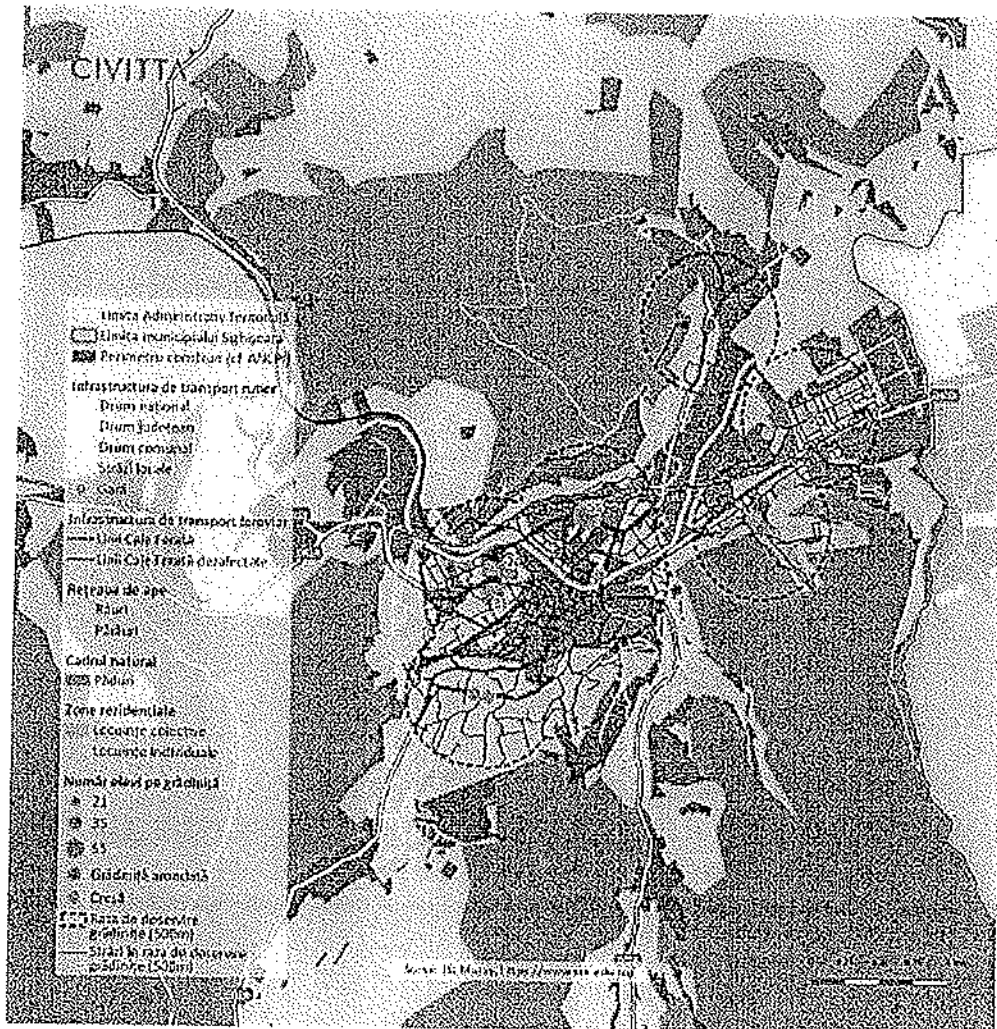 CIVITTA
Limita Administrativ Teritorială
Limita municipiului Sighișoara
Perimetru construit (cf.
Infrastructura de transport rutier
Drum național
Drum județean
Drum comunal
Străzi locale
Gară
Infrastructura de transport feroviar
Linii Cale Ferată
Linii Cale Ferată dezafectate
Rețeaua de ape
Râuri
Pârâuri
Cadrul natural
Păduri
Zone rezidențiale
Locuințe colective
Locuințe individuale
Număr elevi pe grădiniță
21
35
Grădiniță arondată
Creșă
Raza de deservire
grădinițe (500m)
Străzi în raza de deservire
grădinițe (500m)